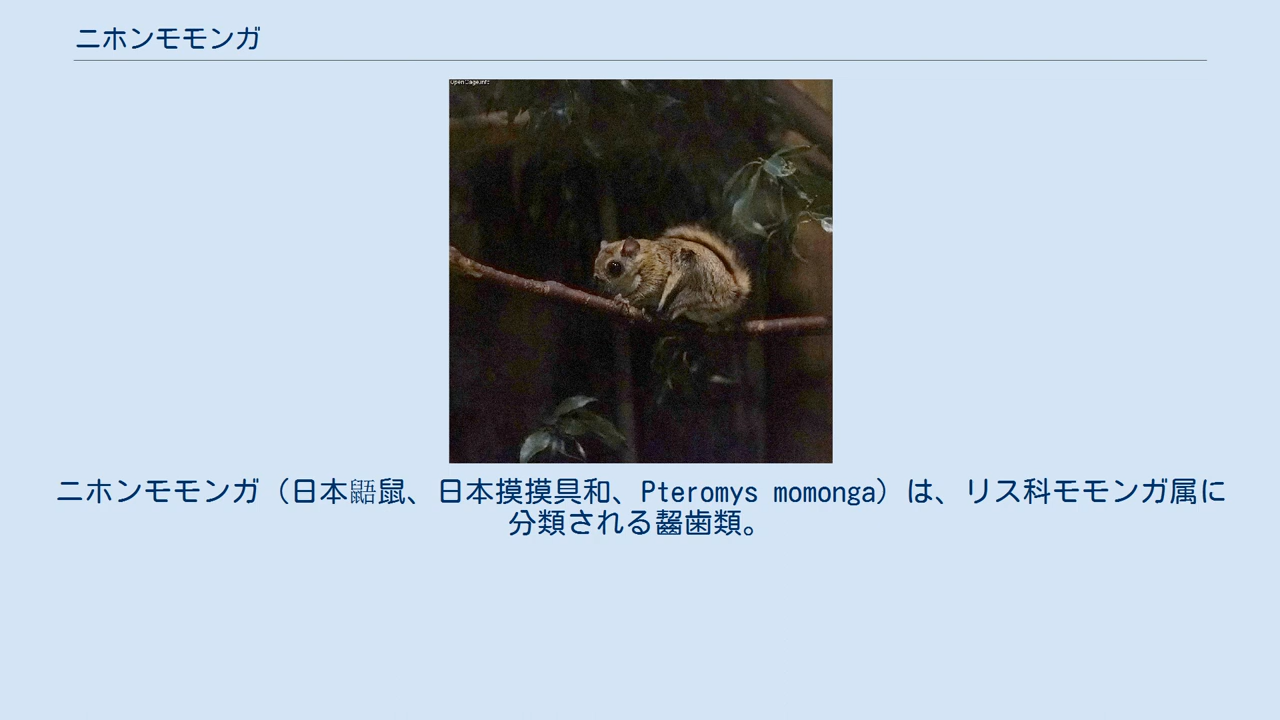 ニホンモモンガ
ニホンモモンガ（日本鼯鼠、日本摸摸具和、Pteromys momonga）は、リス科モモンガ属に
分類される齧歯類。